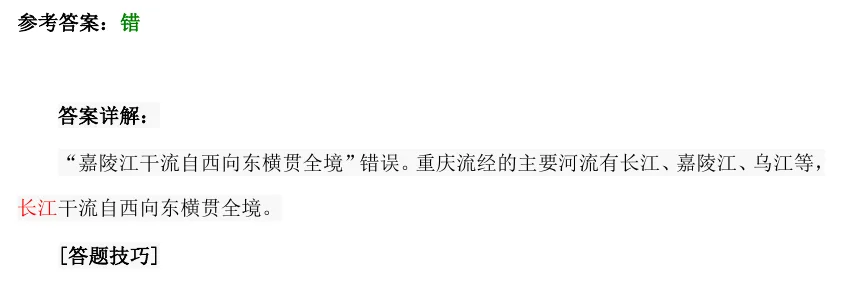 参考答案：错
答案详解：
“嘉陵江干流自西向东横贯全境”错误。重庆流经的主要河流有长江、嘉陵江、乌江等，
长江干流自西向东横贯全境。
[答题技巧]